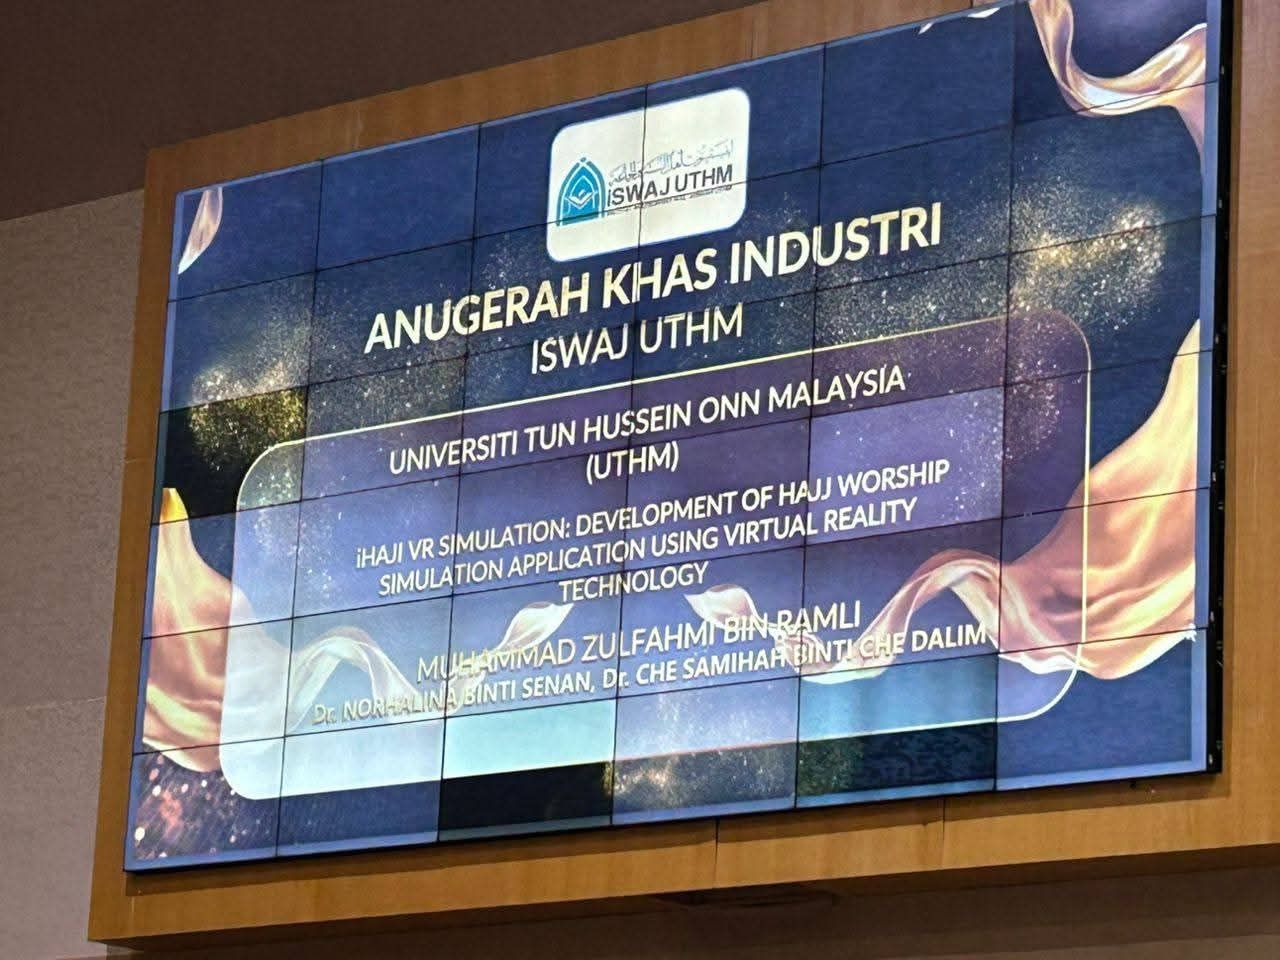 iSWAJ UTHM
ANUGERAH KHAS INDUSTRI
ISWAJ UTHM
UNIVERSITI TUN HUSSEIN ONN MALAYSIA
(UTHM)
iHAJI VR SIMULATION: DEVELOPMENT OF HAJJ WORSHIP
SIMULATION APPLICATION USING VIRTUAL REALITY
TECHNOLOGY
MUHAMMAD ZULFAHMI BIN RAMLI
Dr. NORHALINA BINTI SENAN, Dr. CHE SAMIHAH BINTI CHE DALIM